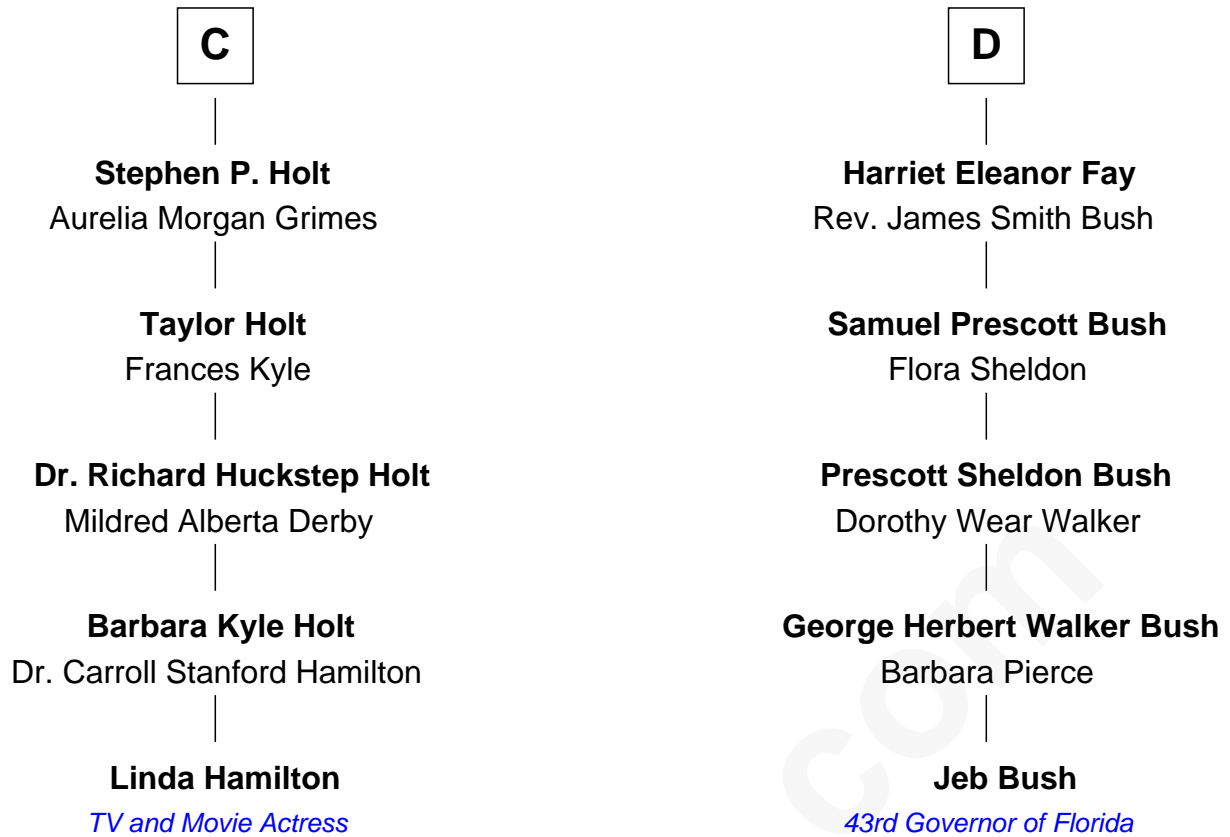 C
Stephen P. Holt
Aurelia Morgan Grimes
Taylor Holt
Frances Kyle
Dr. Richard Huckstep Holt
Mildred Alberta Derby
Barbara Kyle Holt
Dr. Carroll Stanford Hamilton
Linda Hamilton
TV and Movie Actress
D
Harriet Eleanor Fay
Rev. James Smith Bush
Samuel Prescott Bush
Flora Sheldon
Prescott Sheldon Bush
Dorothy Wear Walker
George Herbert Walker Bush
Barbara Pierce
Jeb Bush
43rd Governor of Florida
com